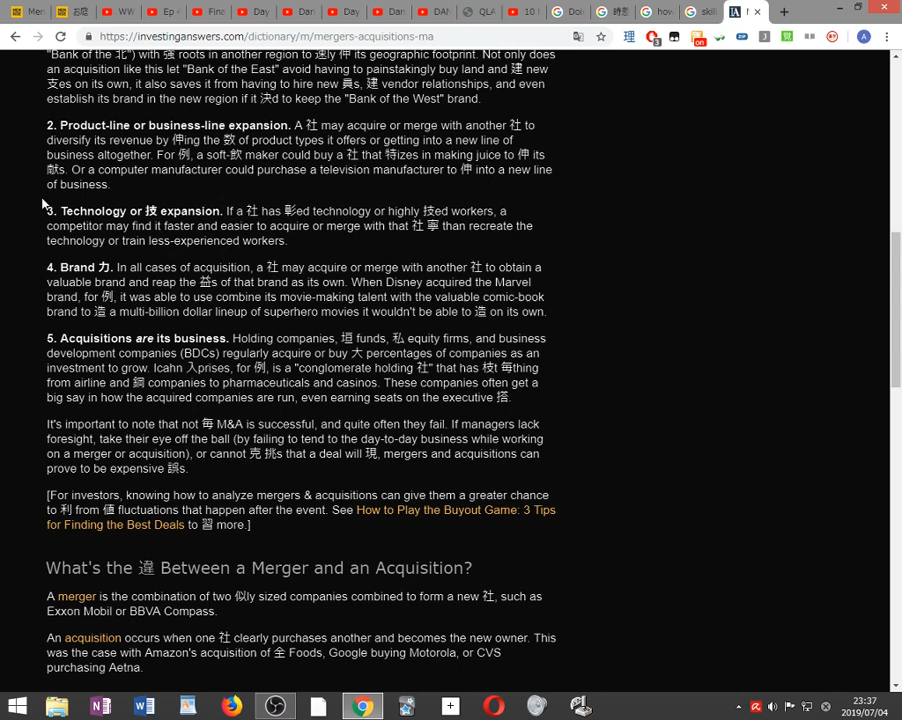 Mer
WW
Ep 4
Fina
Day
Dan
Day
Dan
DAN
QLA
10 I
Doi
時悪
how
skil
M
https://investinganswers.com/dictionary/m/mergers-acquisitions-ma
"Bank of the 北") with 強 roots in another region to 速ly 伸 its geographic footprint. Not only does
an acquisition like this let "Bank of the East" avoid having to painstakingly buy land and 建 new
支es on its own, it also saves it from having to hire new 員s, 建 vendor relationships, and even
establish its brand in the new region if it 決d to keep the "Bank of the West" brand.
2. Product-line or business-line expansion. A 社 may acquire or merge with another 社 to
diversify its revenue by 伸ing the 数 of product types it offers or getting into a new line of
business altogether. For 例, a soft-飲 maker could buy a 社 that 特izes in making juice to 伸 its
献s. Or a computer manufacturer could purchase a television manufacturer to 伸 into a new line
of business.
3. Technology or 技 expansion. If a 社 has 彰ed technology or highly 技ed workers, a
competitor may find it faster and easier to acquire or merge with that 社 寧 than recreate the
technology or train less-experienced workers.
4. Brand 力. In all cases of acquisition, a 社 may acquire or merge with another 社 to obtain a
valuable brand and reap the 益s of that brand as its own. When Disney acquired the Marvel
brand, for 例, it was able to use combine its movie-making talent with the valuable comic-book
brand to 造 a multi-billion dollar lineup of superhero movies it wouldn't be able to 造 on its own.
5. Acquisitions are its business. Holding companies, 垣 funds, 私 equity firms, and business
development companies (BDCs) regularly acquire or buy 大 percentages of companies as an
investment to grow. Icahn 入prises, for 例, is a "conglomerate holding 社" that has 枝t 毎thing
from airline and 鋼 companies to pharmaceuticals and casinos. These companies often get a
big say in how the acquired companies are run, even earning seats on the executive 搭.
It's important to note that not 毎 M&A is successful, and quite often they fail. If managers lack
foresight, take their eye off the ball (by failing to tend to the day-to-day business while working
on a merger or acquisition), or cannot 克 挑s that a deal will 現, mergers and acquisitions can
prove to be expensive 誤s.
[For investors, knowing how to analyze mergers & acquisitions can give them a greater chance
to 利 from 値 fluctuations that happen after the event. See How to Play the Buyout Game: 3 Tips
for Finding the Best Deals to 習 more.]
What's the 違 Between a Merger and an Acquisition?
A merger is the combination of two 似ly sized companies combined to form a new 社, such as
Exxon Mobil or BBVA Compass.
An acquisition occurs when one 社 clearly purchases another and becomes the new owner. This
was the case with Amazon's acquisition of 全 Foods, Google buying Motorola, or CVS
purchasing Aetna.
23:37
2019/07/04